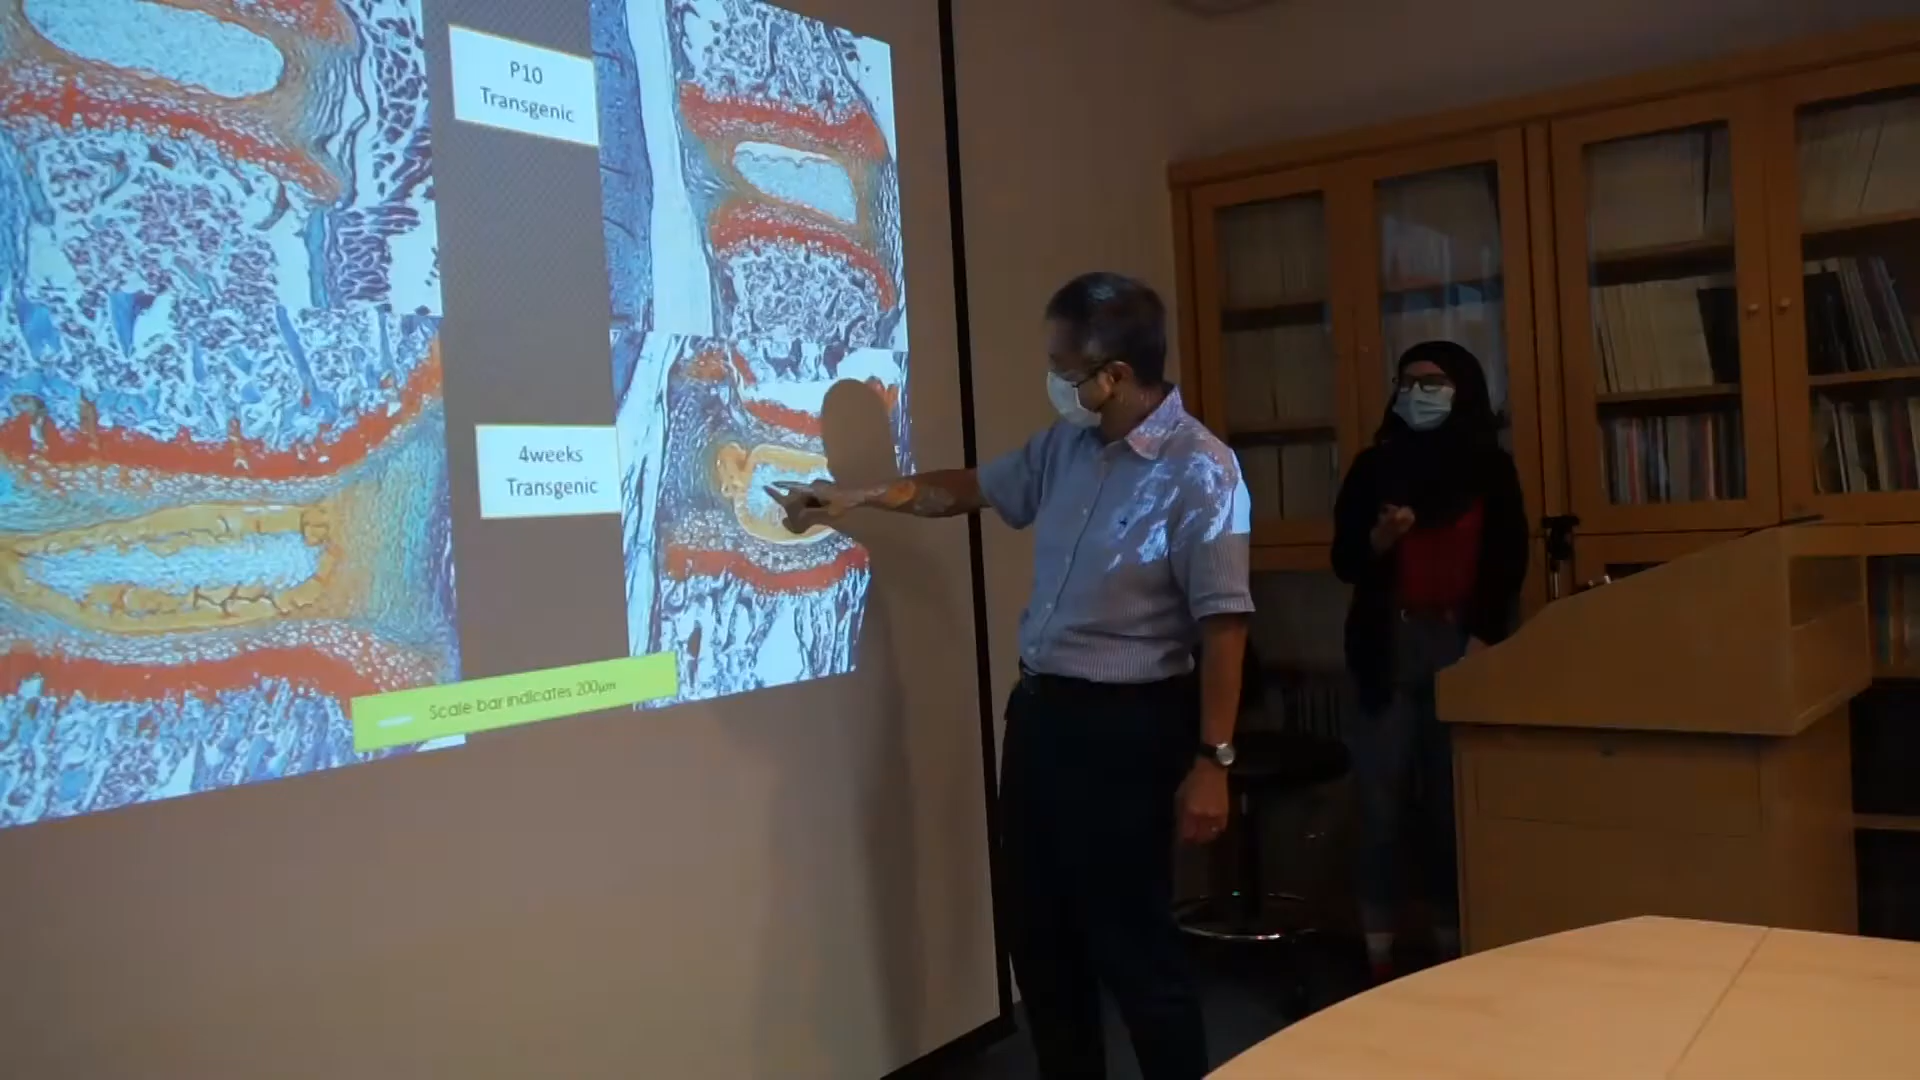 P10
Transgenic
4weeks
Transgenic
Scale bar indicates 200μm